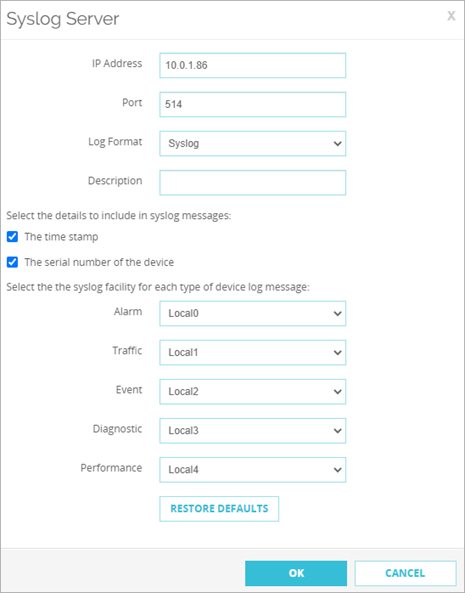 Syslog Server X
IP Address 10.0.1.86
Port 514
Log Format Syslog
Description
Select the details to include in syslog messages:
The time stamp
The serial number of the device
Select the the syslog facility for each type of device log message:
Alarm Local0
Traffic Local1
Event Local2
Diagnostic Local3
Performance Local4
RESTORE DEFAULTS
OK CANCEL